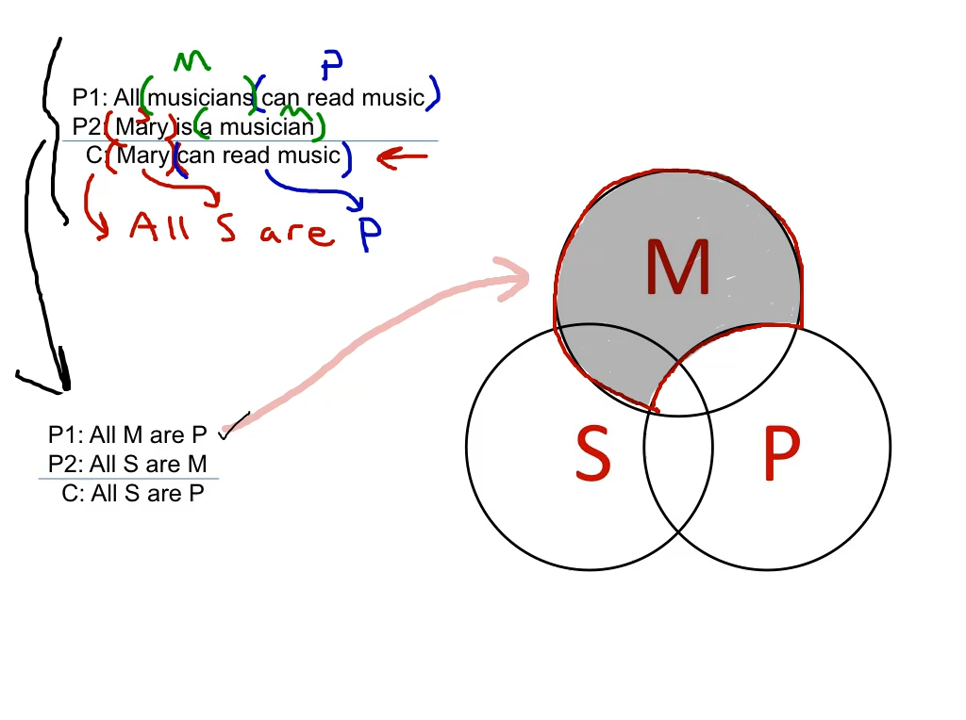 M P
P1: All (musicians) (can read music)
S m
P2: (Mary) is (a musician)
C: (Mary) (can read music)
All S are P
M
S P
P1: All M are P ✓
P2: All S are M
C: All S are P